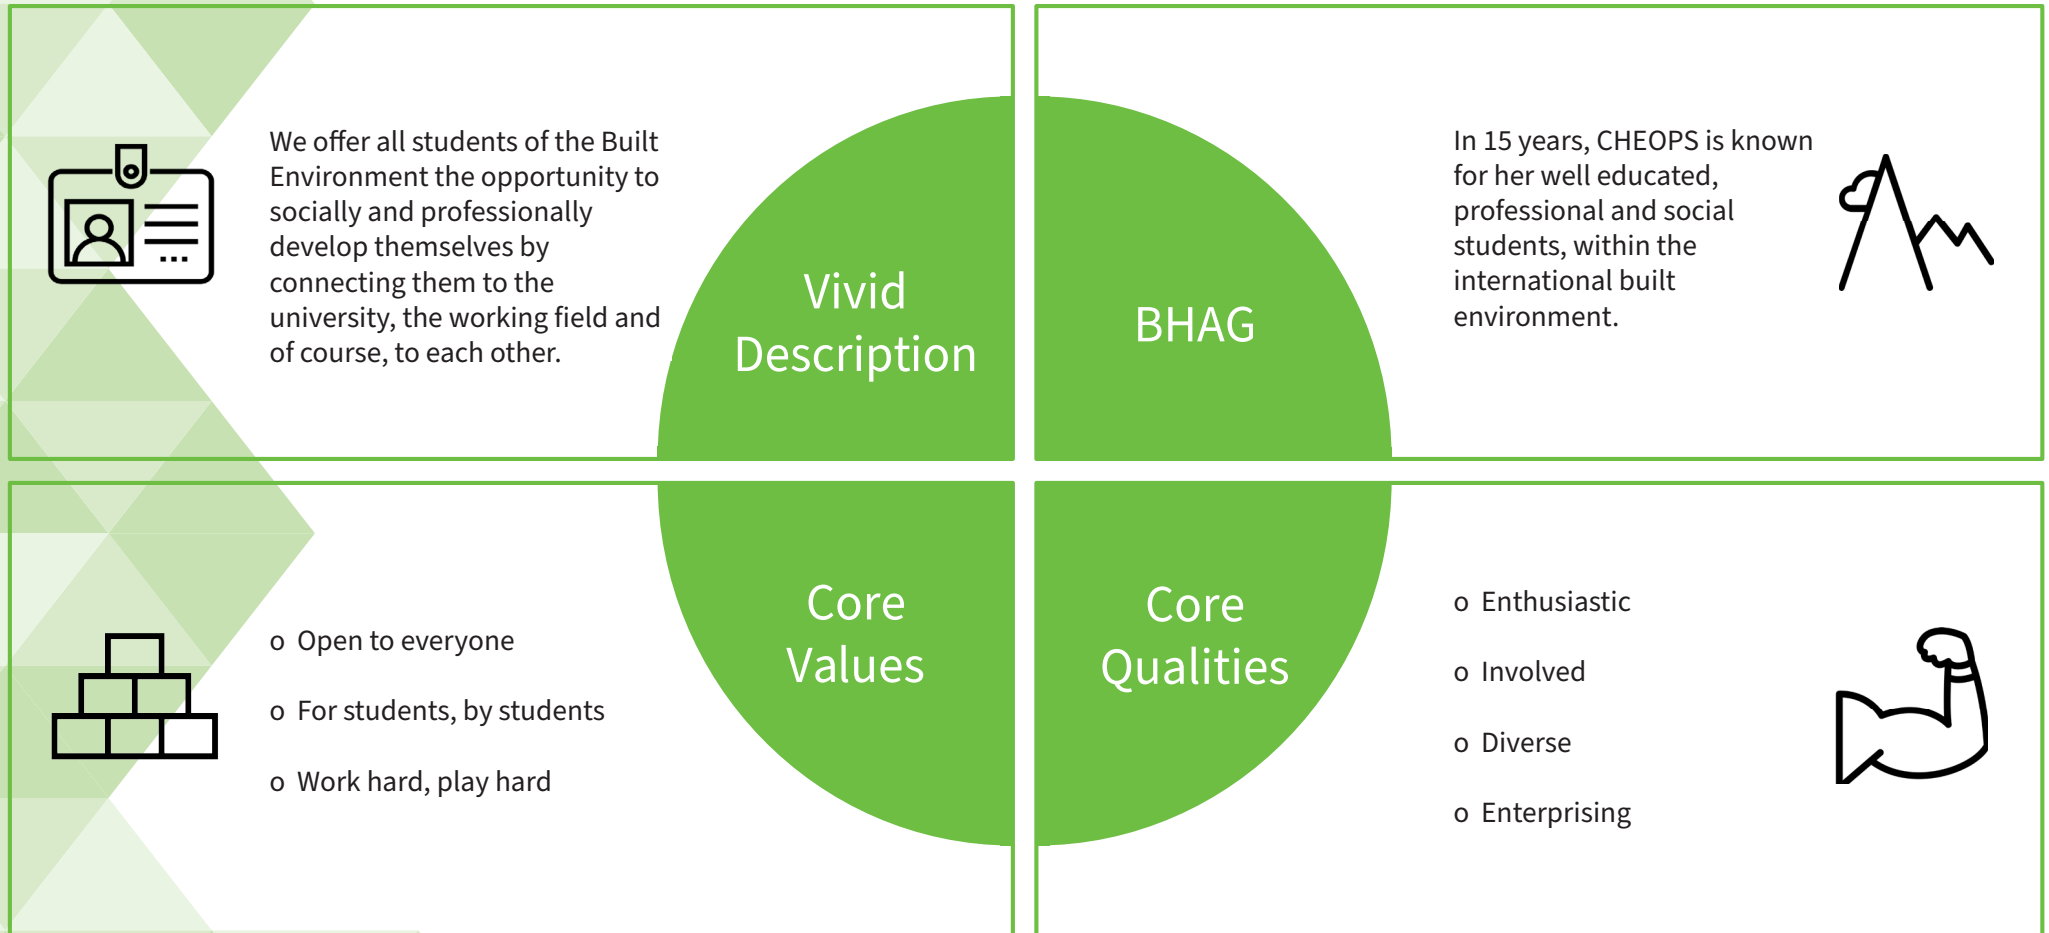 We offer all students of the Built
Environment the opportunity to
socially and professionally
develop themselves by
connecting them to the
university, the working field and
of course, to each other.
Vivid
Description
BHAG
In 15 years, CHEOPS is known
for her well educated,
professional and social
students, within the
international built
environment.
o Open to everyone
o For students, by students
o Work hard, play hard
Core
Values
Core
Qualities
o Enthusiastic
o Involved
o Diverse
o Enterprising